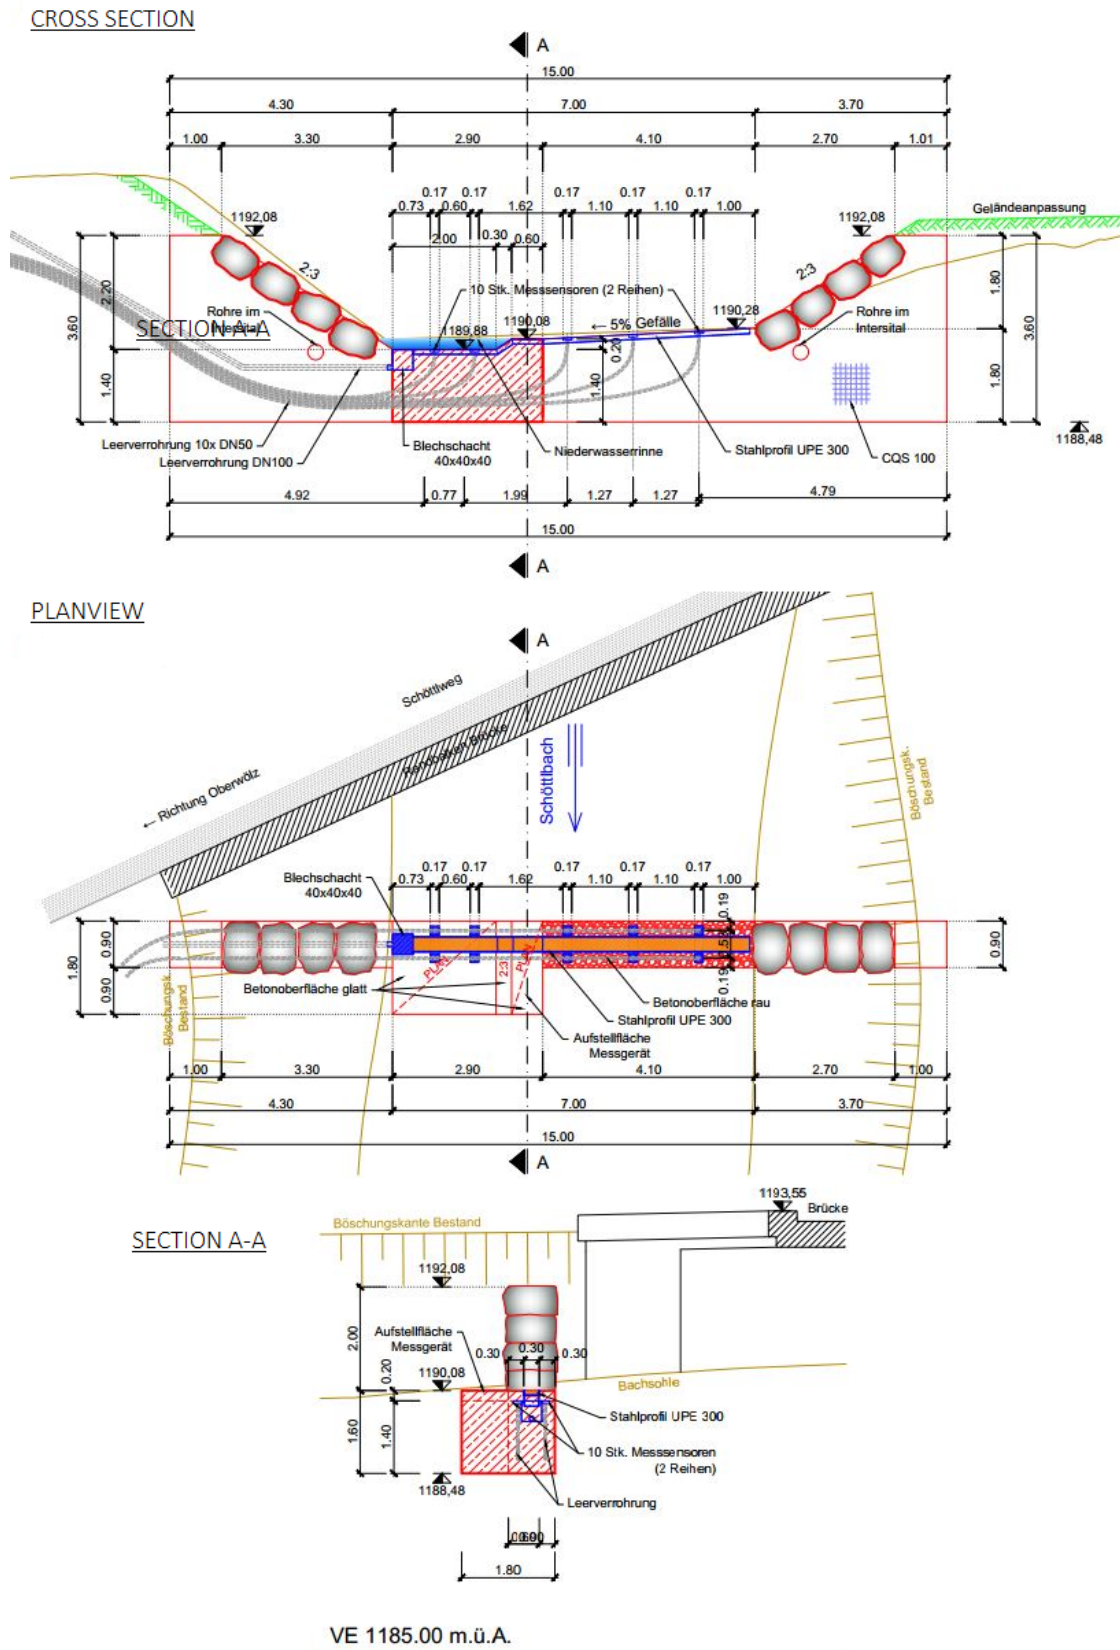 CROSS SECTION
A
15.00
4.30 7.00 3.70
1.00 3.30 2.90 4.10 2.70 1.01
0.17 0.17 0.17 0.17 0.17
0.73 0.60 1.62 1.10 1.10 1.00
Geländeanpassung
1192,08 1192,08
0.30 0.60
2.00
2:3 2:3
10 Stk. Messsensoren (2 Reihen)
3.60 2.20 1.80 3.60
Rohre im
Intersital
Rohre im
Intersital
1190,28
1190,08
← 5% Gefälle
SECTION A-A
1189,88
0.20
1.40 1.40 1.80
Leerverrohrung 10x DN50
Leerverrohrung DN100
Blechschacht
40x40x40
Niederwasserrinne
Stahlprofil UPE 300
CQS 100
1188,48
4.92 0.77 1.99 1.27 1.27 4.79
15.00
A
PLANVIEW
A
Schöttlweg
Randbalken Brücke
← Richtung Oberwölz
Schöttlbach
Böschungsk.
Bestand
Blechschacht
40x40x40
0.17 0.17 0.17 0.17 0.17
0.73 0.60 1.62 1.10 1.10 1.00
0.19
0.19
1.80 0.90 0.90
0.90
PLAN 2:3 PLAN
Betonoberfläche glatt
Betonoberfläche rau
Stahlprofil UPE 300
Aufstellfläche
Messgerät
Böschungsk.
Bestand
1.00 3.30 2.90 4.10 2.70 1.00
4.30 7.00 3.70
15.00
A
SECTION A-A
1193,55
Brücke
Böschungskante Bestand
1192,08
Aufstellfläche
Messgerät
2.00
0.30 0.30 0.30
1190,08
0.20
Bachsohle
Stahlprofil UPE 300
1.60 1.40
10 Stk. Messsensoren
(2 Reihen)
1188,48
Leerverrohrung
1.80
VE 1185.00 m.ü.A.